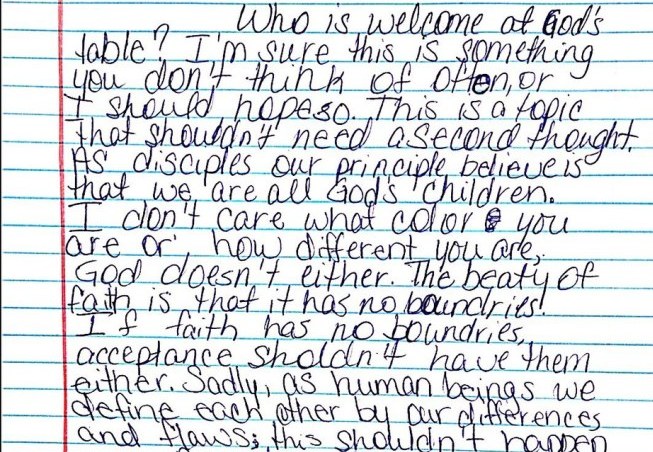 Who is welcome at God's
table? I'm sure this is something
you don't think of often, or
I should hope so. This is a topic
that shouldn't need a second thought.
As disciples our principle believe is
that we are all God's children.
I don't care what color you
are or how different you are,
God doesn't either. The beaty of
faith is that it has no boundries!
If faith has no boundries,
acceptance sholdn't have them
either. Sadly, as human beings we
define each other by our differences
and flaws; this shouldn't happen